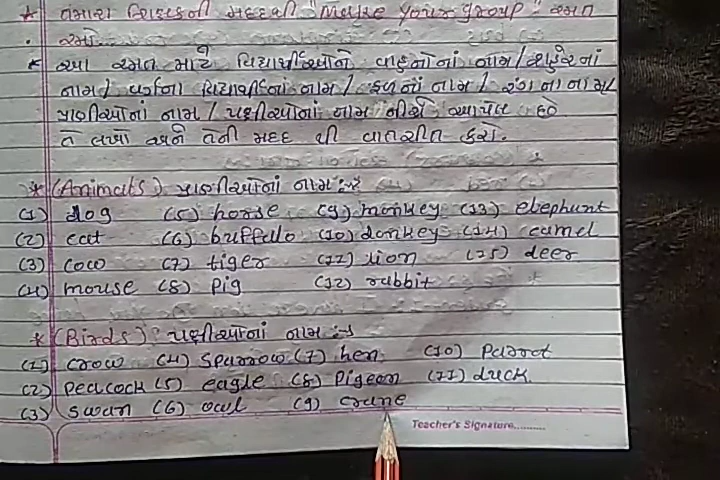 * તમારા શિક્ષકની મદદથી "Make your group" રમત
રમો
* આ રમત માટે વિદ્યાર્થીઓને વાહનોનાં નામ/શહેરનાં
નામ/વર્ગના વિદ્યાર્થીનાં નામ/ફળનાં નામ/રંગનાં નામ/
પ્રાણીઓનાં નામ/પક્ષીઓનાં નામ નીચે આપેલ છે
તે લખો અને તેની મદદ થી વાતચીત કરો.
* (Animals) પ્રાણીઓનાં નામ :->
(1) dog (5) horse (9) monkey (13) elephunt
(2) cat (6) buffello (10) donkey (14) camel
(3) cow (7) tiger (11) lion (15) deer
(4) mouse (8) pig (12) rabbit
* (Birds) પક્ષીઓનાં નામ :->
(1) crow (4) sparrow (7) hen (10) parrot
(2) peacock (5) eagle (8) pigeon (11) duck
(3) swan (6) owl (9) crane
Teacher's Signature..........